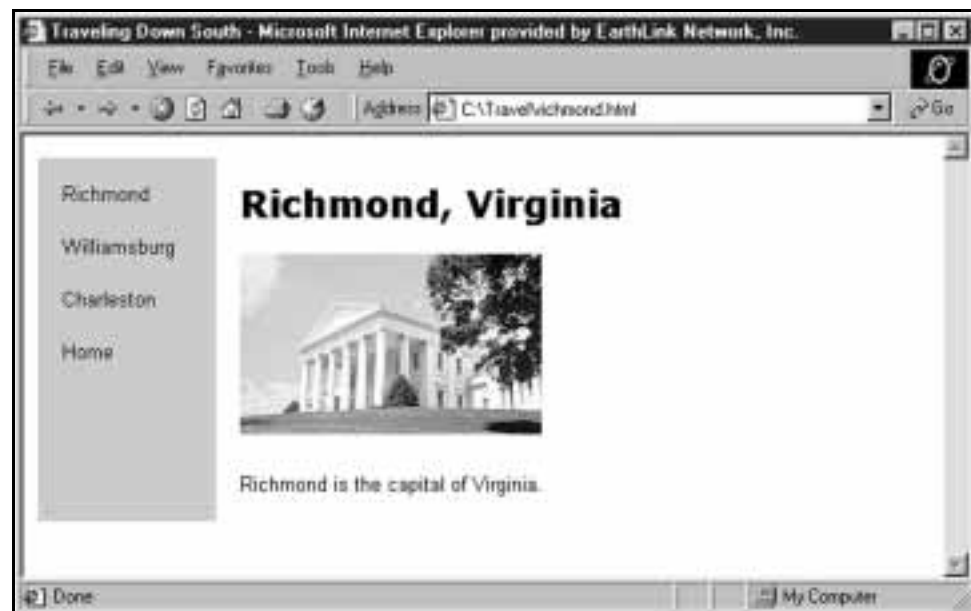 Traveling Down South - Microsoft Internet Explorer provided by EarthLink Network, Inc.
File Edit View Favorites Tools Help
Address C:\Travel\richmond.html Go
Richmond
Williamsburg
Charleston
Home
Richmond, Virginia
Richmond is the capital of Virginia.
Done My Computer